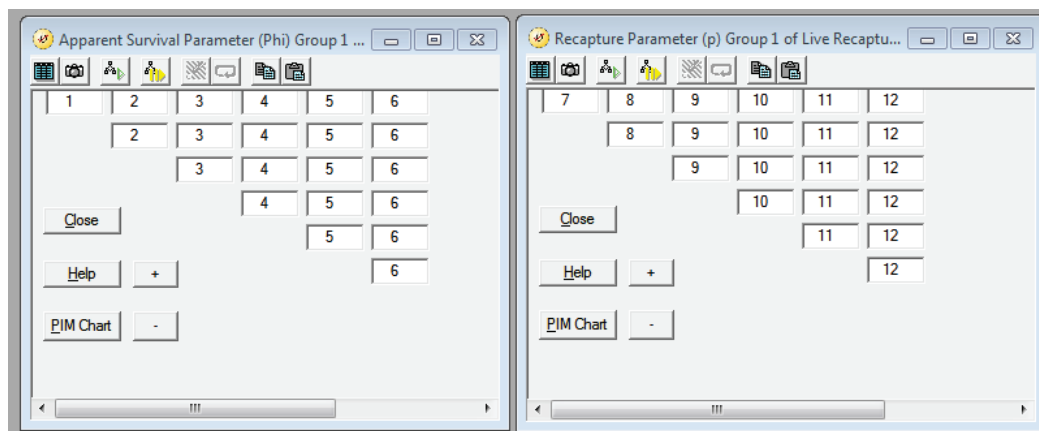 Apparent Survival Parameter (Phi) Group 1 ...
1 2 3 4 5 6
2 3 4 5 6
3 4 5 6
4 5 6
Close
5 6
Help +
6
PIM Chart -
Recapture Parameter (p) Group 1 of Live Recaptu...
7 8 9 10 11 12
8 9 10 11 12
9 10 11 12
10 11 12
Close
11 12
Help +
12
PIM Chart -